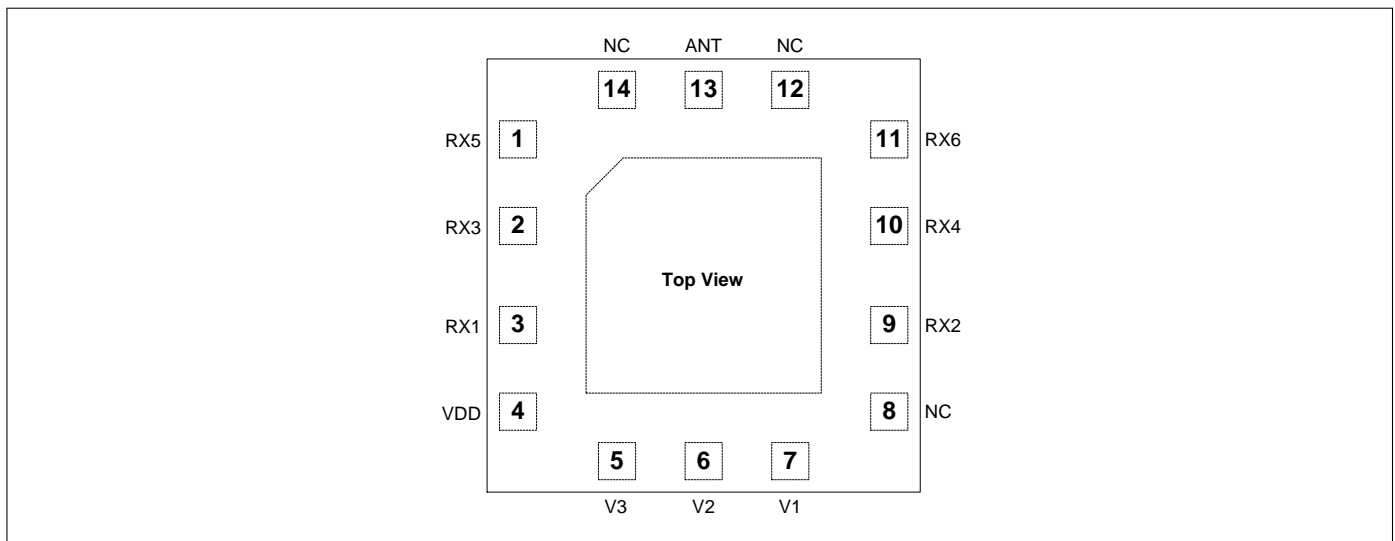 NC ANT NC
14 13 12
RX5 1 11 RX6
RX3 2 10 RX4
Top View
RX1 3 9 RX2
VDD 4 8 NC
5 6 7
V3 V2 V1